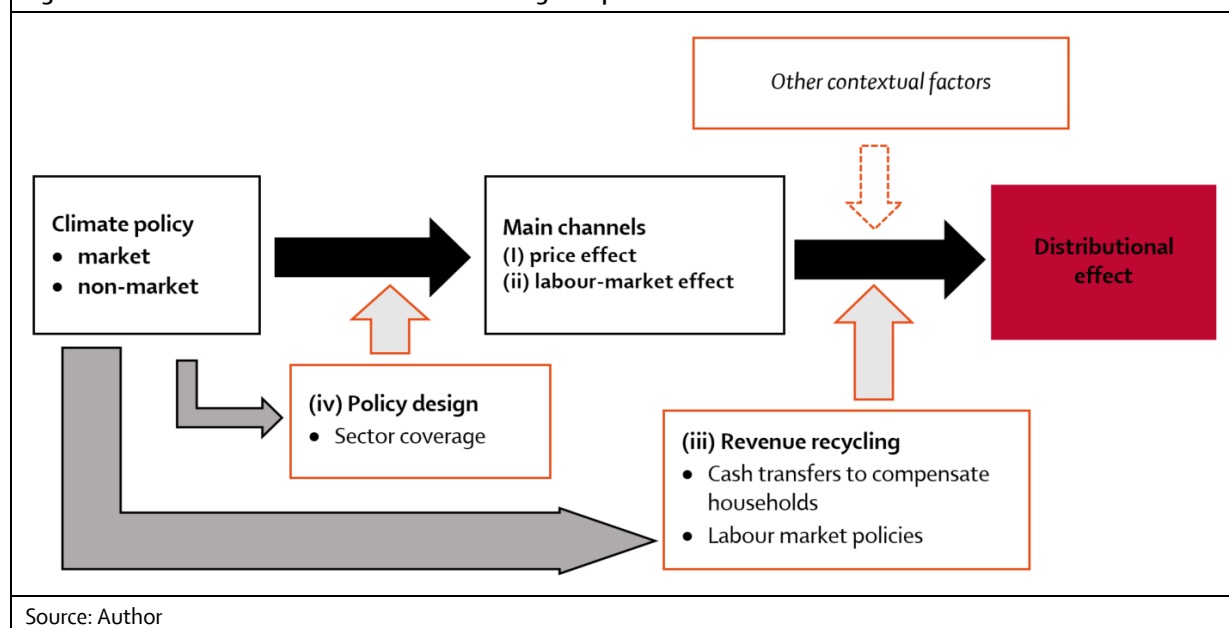 Other contextual factors
Climate policy
• market
• non-market
Main channels
(I) price effect
(ii) labour-market effect
Distributional
effect
(iv) Policy design
• Sector coverage
(iii) Revenue recycling
• Cash transfers to compensate
households
• Labour market policies
Source: Author